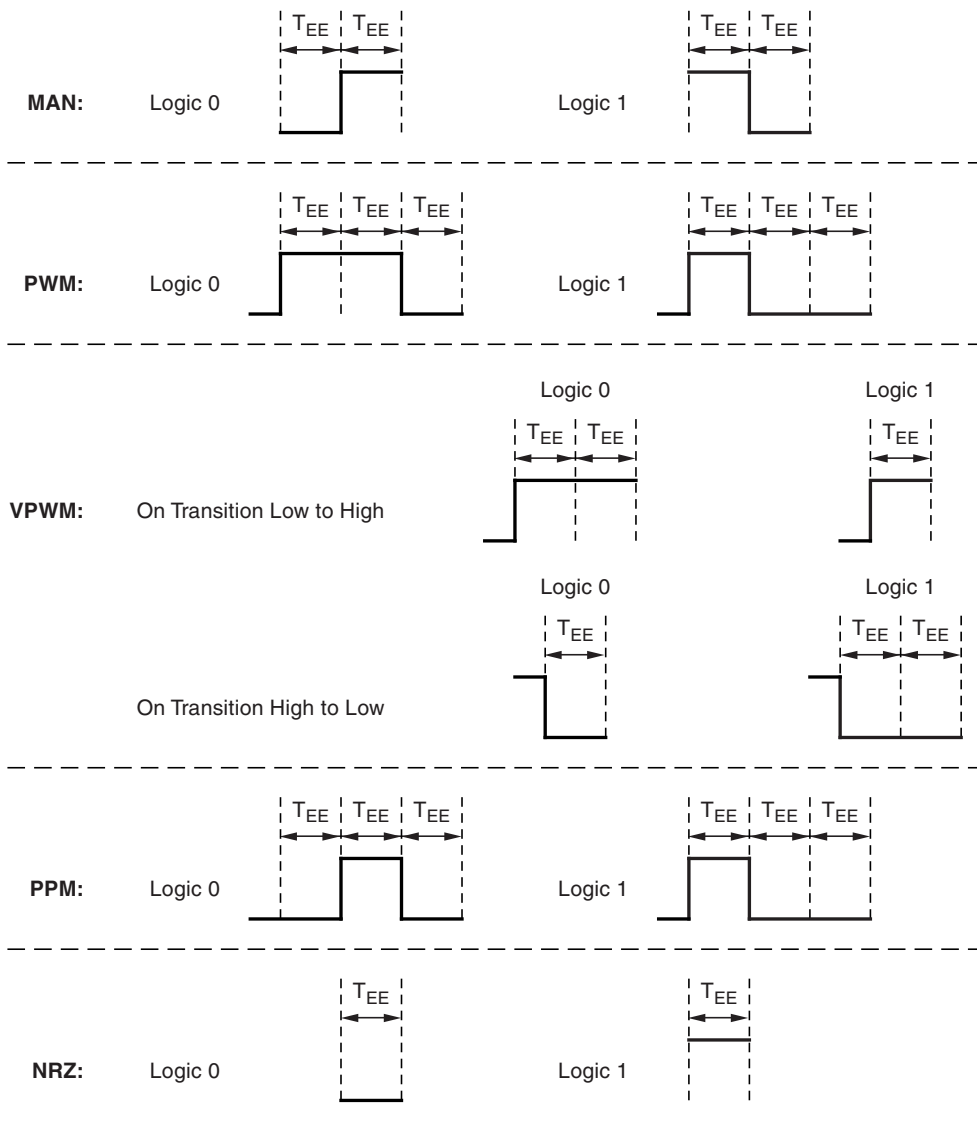 T_EE T_EE T_EE T_EE
MAN: Logic 0 Logic 1
T_EE T_EE T_EE T_EE T_EE T_EE
PWM: Logic 0 Logic 1
Logic 0 Logic 1
T_EE T_EE T_EE
VPWM: On Transition Low to High
Logic 0 Logic 1
T_EE T_EE T_EE
On Transition High to Low
T_EE T_EE T_EE T_EE T_EE T_EE
PPM: Logic 0 Logic 1
T_EE T_EE
NRZ: Logic 0 Logic 1